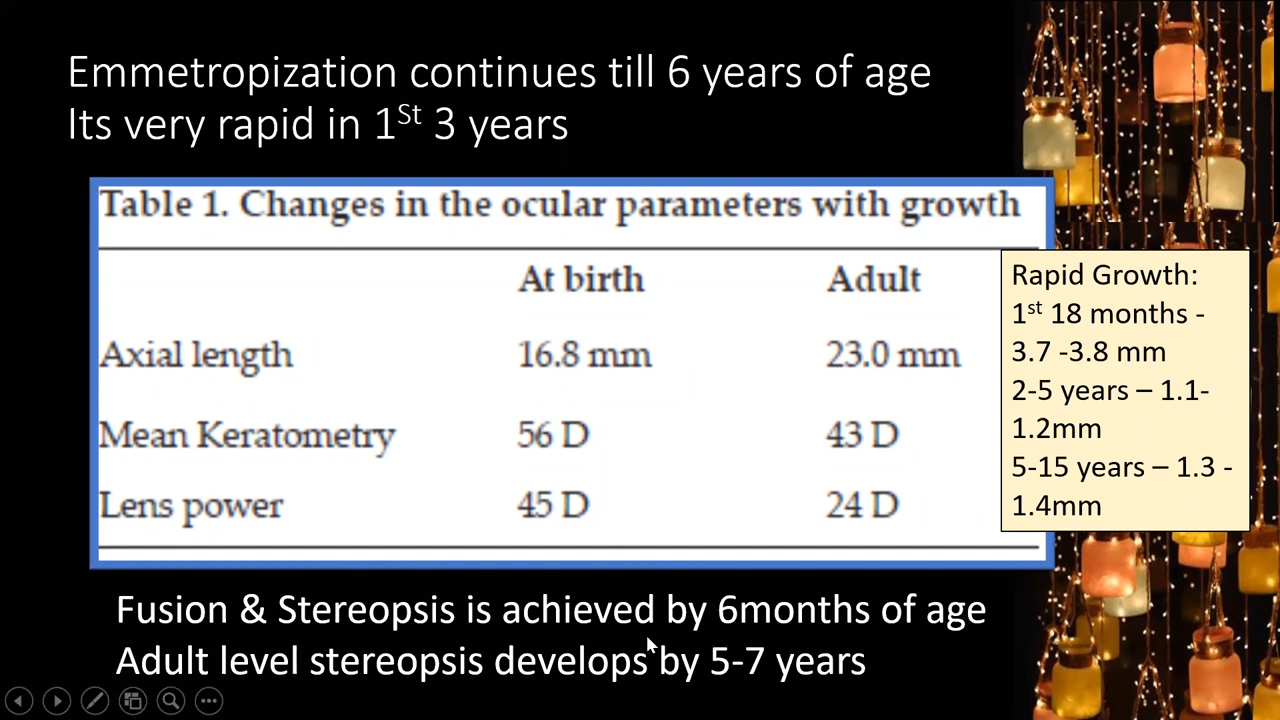 Emmetropization continues till 6 years of age
Its very rapid in 1St 3 years
Table 1. Changes in the ocular parameters with growth
At birth Adult
Axial length 16.8 mm 23.0 mm
Mean Keratometry 56 D 43 D
Lens power 45 D 24 D
Rapid Growth:
1st 18 months -
3.7 -3.8 mm
2-5 years – 1.1-
1.2mm
5-15 years – 1.3 -
1.4mm
Fusion & Stereopsis is achieved by 6months of age
Adult level stereopsis develops by 5-7 years